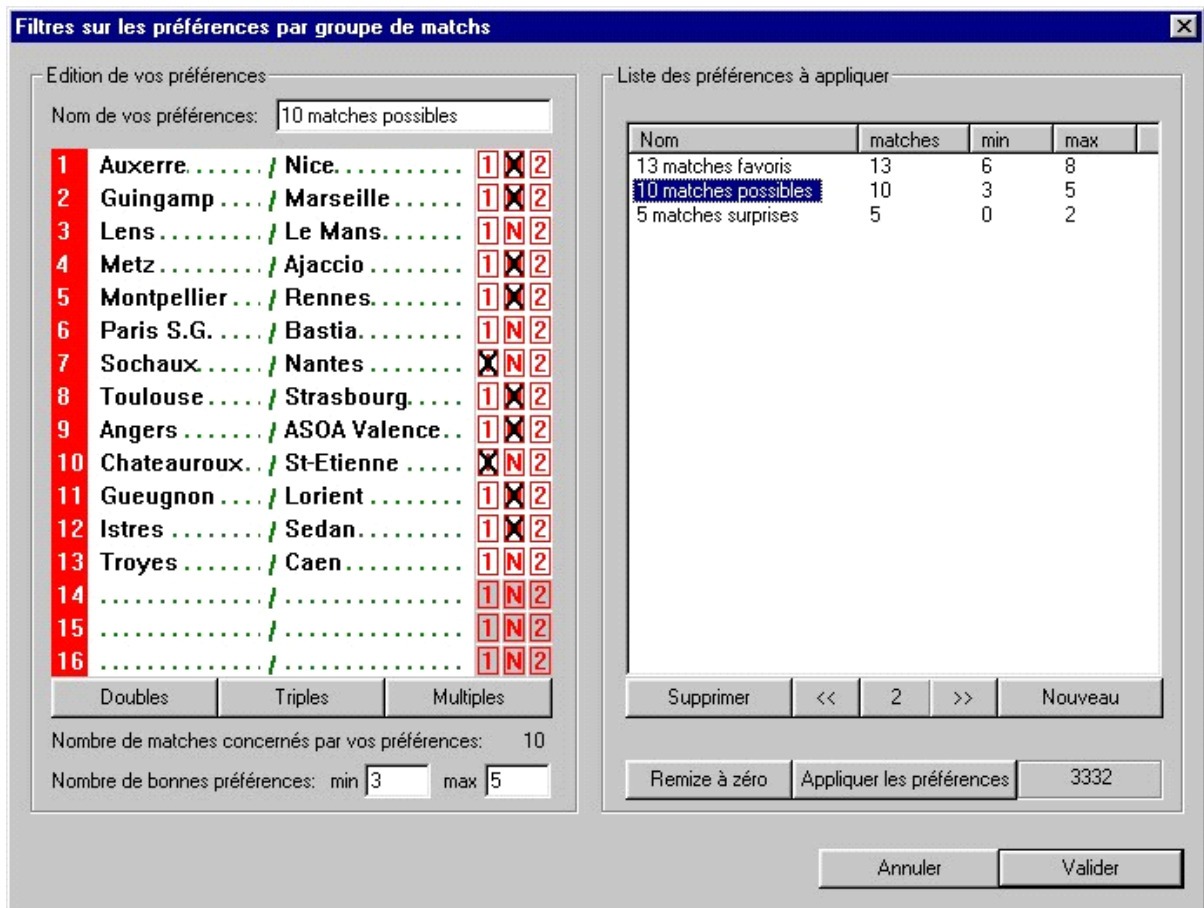 Filtres sur les préférences par groupe de matchs
Edition de vos préférences
Nom de vos préférences: 10 matches possibles
1 Auxerre....... / Nice............ 1 X 2
2 Guingamp .... / Marseille ....... 1 X 2
3 Lens ......... / Le Mans........ 1 N 2
4 Metz ......... / Ajaccio ......... 1 X 2
5 Montpellier ... / Rennes......... 1 X 2
6 Paris S.G. .... / Bastia.......... 1 N 2
7 Sochaux...... / Nantes ......... X N 2
8 Toulouse ..... / Strasbourg..... 1 X 2
9 Angers ....... / ASOA Valence.. 1 X 2
10 Chateauroux.. / St-Etienne ..... X N 2
11 Gueugnon .... / Lorient ......... 1 X 2
12 Istres ........ / Sedan.......... 1 X 2
13 Troyes ....... / Caen........... 1 N 2
14 ............. / ............... 1 N 2
15 ............. / ............... 1 N 2
16 ............. / ............... 1 N 2
Doubles Triples Multiples
Nombre de matches concernés par vos préférences: 10
Nombre de bonnes préférences: min 3 max 5
Liste des préférences à appliquer
Nom matches min max
13 matches favoris 13 6 8
10 matches possibles 10 3 5
5 matches surprises 5 0 2
Supprimer << 2 >> Nouveau
Remize à zéro Appliquer les préférences 3332
Annuler Valider